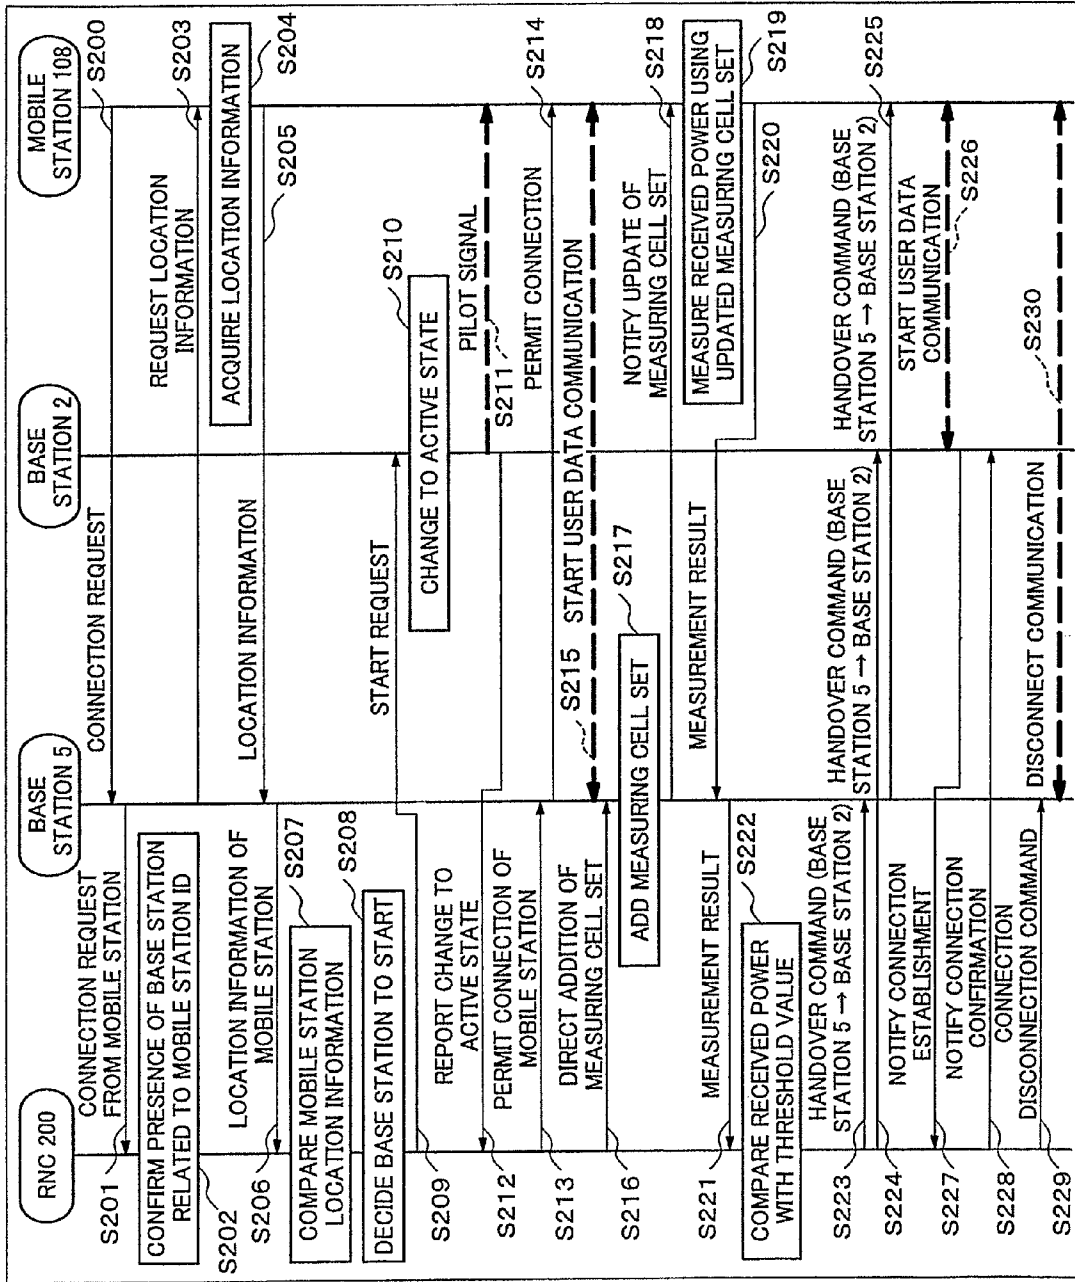 RNC 200
BASE
STATION 5
BASE
STATION 2
MOBILE
STATION 108
CONNECTION REQUEST
S200
CONNECTION REQUEST
FROM MOBILE STATION
S201
CONFIRM PRESENCE OF BASE STATION
RELATED TO MOBILE STATION ID
S202
REQUEST LOCATION
INFORMATION
S203
ACQUIRE LOCATION INFORMATION
S204
LOCATION INFORMATION
S205
LOCATION INFORMATION OF
MOBILE STATION
S206
COMPARE MOBILE STATION
LOCATION INFORMATION
S207
DECIDE BASE STATION TO START
S208
START REQUEST
S209
CHANGE TO ACTIVE STATE
S210
PILOT SIGNAL
S211
REPORT CHANGE TO
ACTIVE STATE
S212
PERMIT CONNECTION OF
MOBILE STATION
S213
PERMIT CONNECTION
S214
S215 START USER DATA COMMUNICATION
DIRECT ADDITION OF
MEASURING CELL SET
S216
ADD MEASURING CELL SET
S217
NOTIFY UPDATE OF
MEASURING CELL SET
S218
MEASURE RECEIVED POWER USING
UPDATED MEASURING CELL SET
S219
MEASUREMENT RESULT
S220
MEASUREMENT RESULT
S221
COMPARE RECEIVED POWER
WITH THRESHOLD VALUE
S222
HANDOVER COMMAND (BASE
STATION 5 → BASE STATION 2)
S223
HANDOVER COMMAND (BASE
STATION 5 → BASE STATION 2)
S224
HANDOVER COMMAND (BASE
STATION 5 → BASE STATION 2)
S225
START USER DATA
COMMUNICATION
S226
NOTIFY CONNECTION
ESTABLISHMENT
S227
NOTIFY CONNECTION
CONFIRMATION
S228
CONNECTION
DISCONNECTION COMMAND
S229
DISCONNECT COMMUNICATION
S230